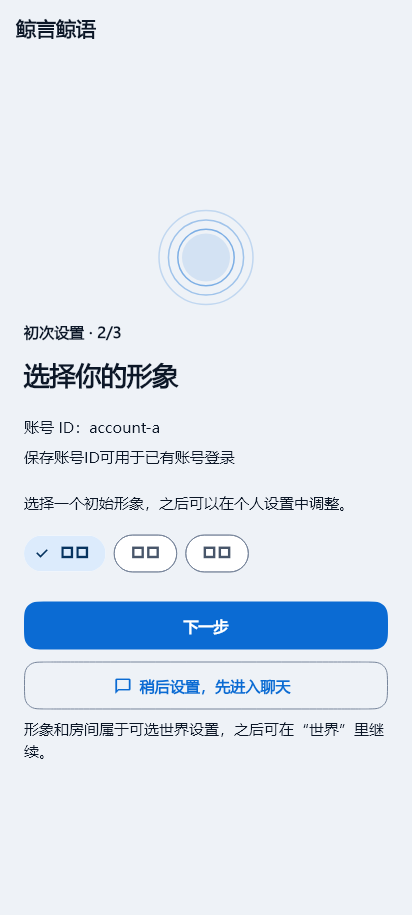 鲸言鲸语
初次设置 · 2/3
选择你的形象
账号 ID：account-a
保存账号ID可用于已有账号登录
选择一个初始形象，之后可以在个人设置中调整。
下一步
稍后设置，先进入聊天
形象和房间属于可选世界设置，之后可在“世界”里继
续。